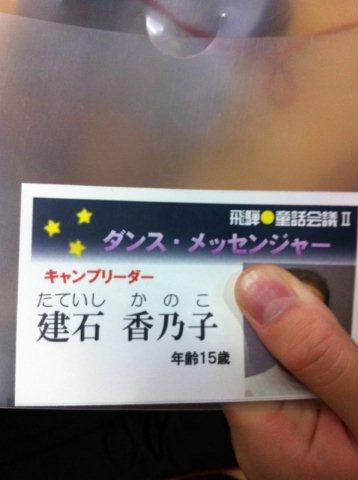 飛騨●童話会議Ⅱ
ダンス・メッセンジャー
キャンプリーダー
たていし かのこ
建石 香乃子
年齢15歳